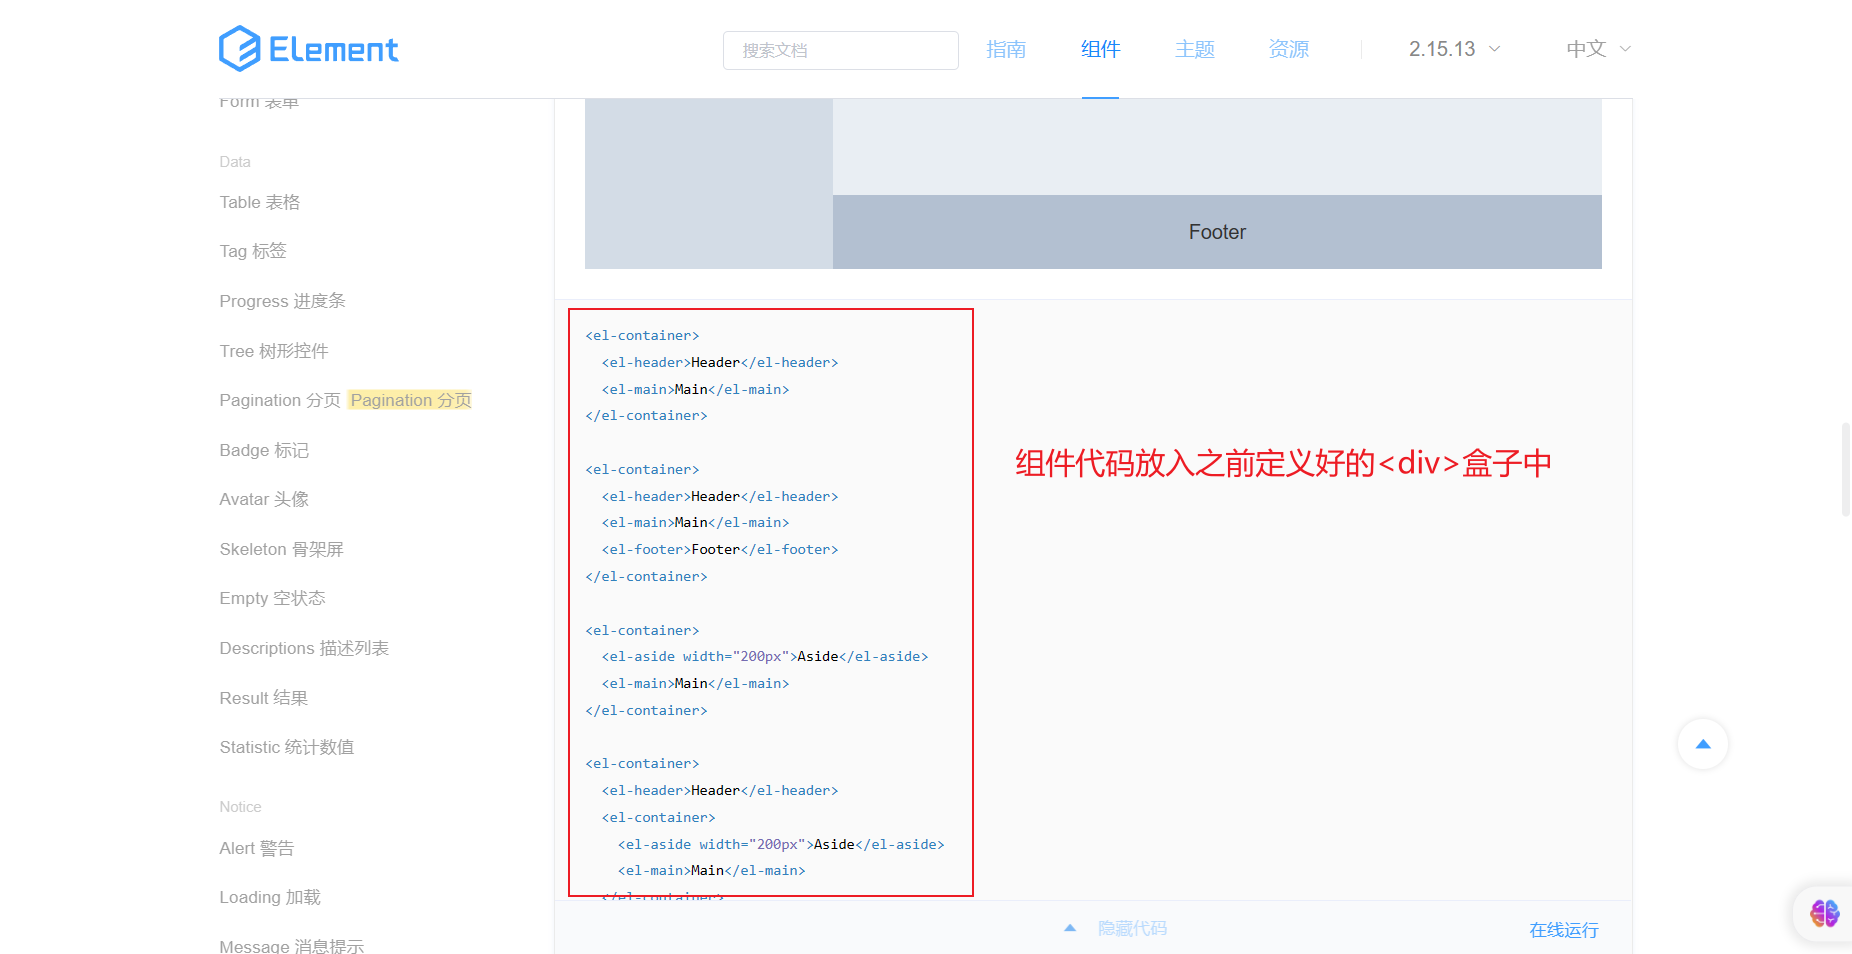 Element
搜索文档
指南
组件
主题
资源
2.15.13
中文
Form 表单
Data
Table 表格
Tag 标签
Progress 进度条
Tree 树形控件
Pagination 分页 Pagination 分页
Badge 标记
Avatar 头像
Skeleton 骨架屏
Empty 空状态
Descriptions 描述列表
Result 结果
Statistic 统计数值
Notice
Alert 警告
Loading 加载
Message 消息提示
Footer
<el-container>
  <el-header>Header</el-header>
  <el-main>Main</el-main>
</el-container>
<el-container>
  <el-header>Header</el-header>
  <el-main>Main</el-main>
  <el-footer>Footer</el-footer>
</el-container>
<el-container>
  <el-aside width="200px">Aside</el-aside>
  <el-main>Main</el-main>
</el-container>
<el-container>
  <el-header>Header</el-header>
  <el-container>
    <el-aside width="200px">Aside</el-aside>
    <el-main>Main</el-main>
  </el-container>
组件代码放入之前定义好的<div>盒子中
隐藏代码
在线运行